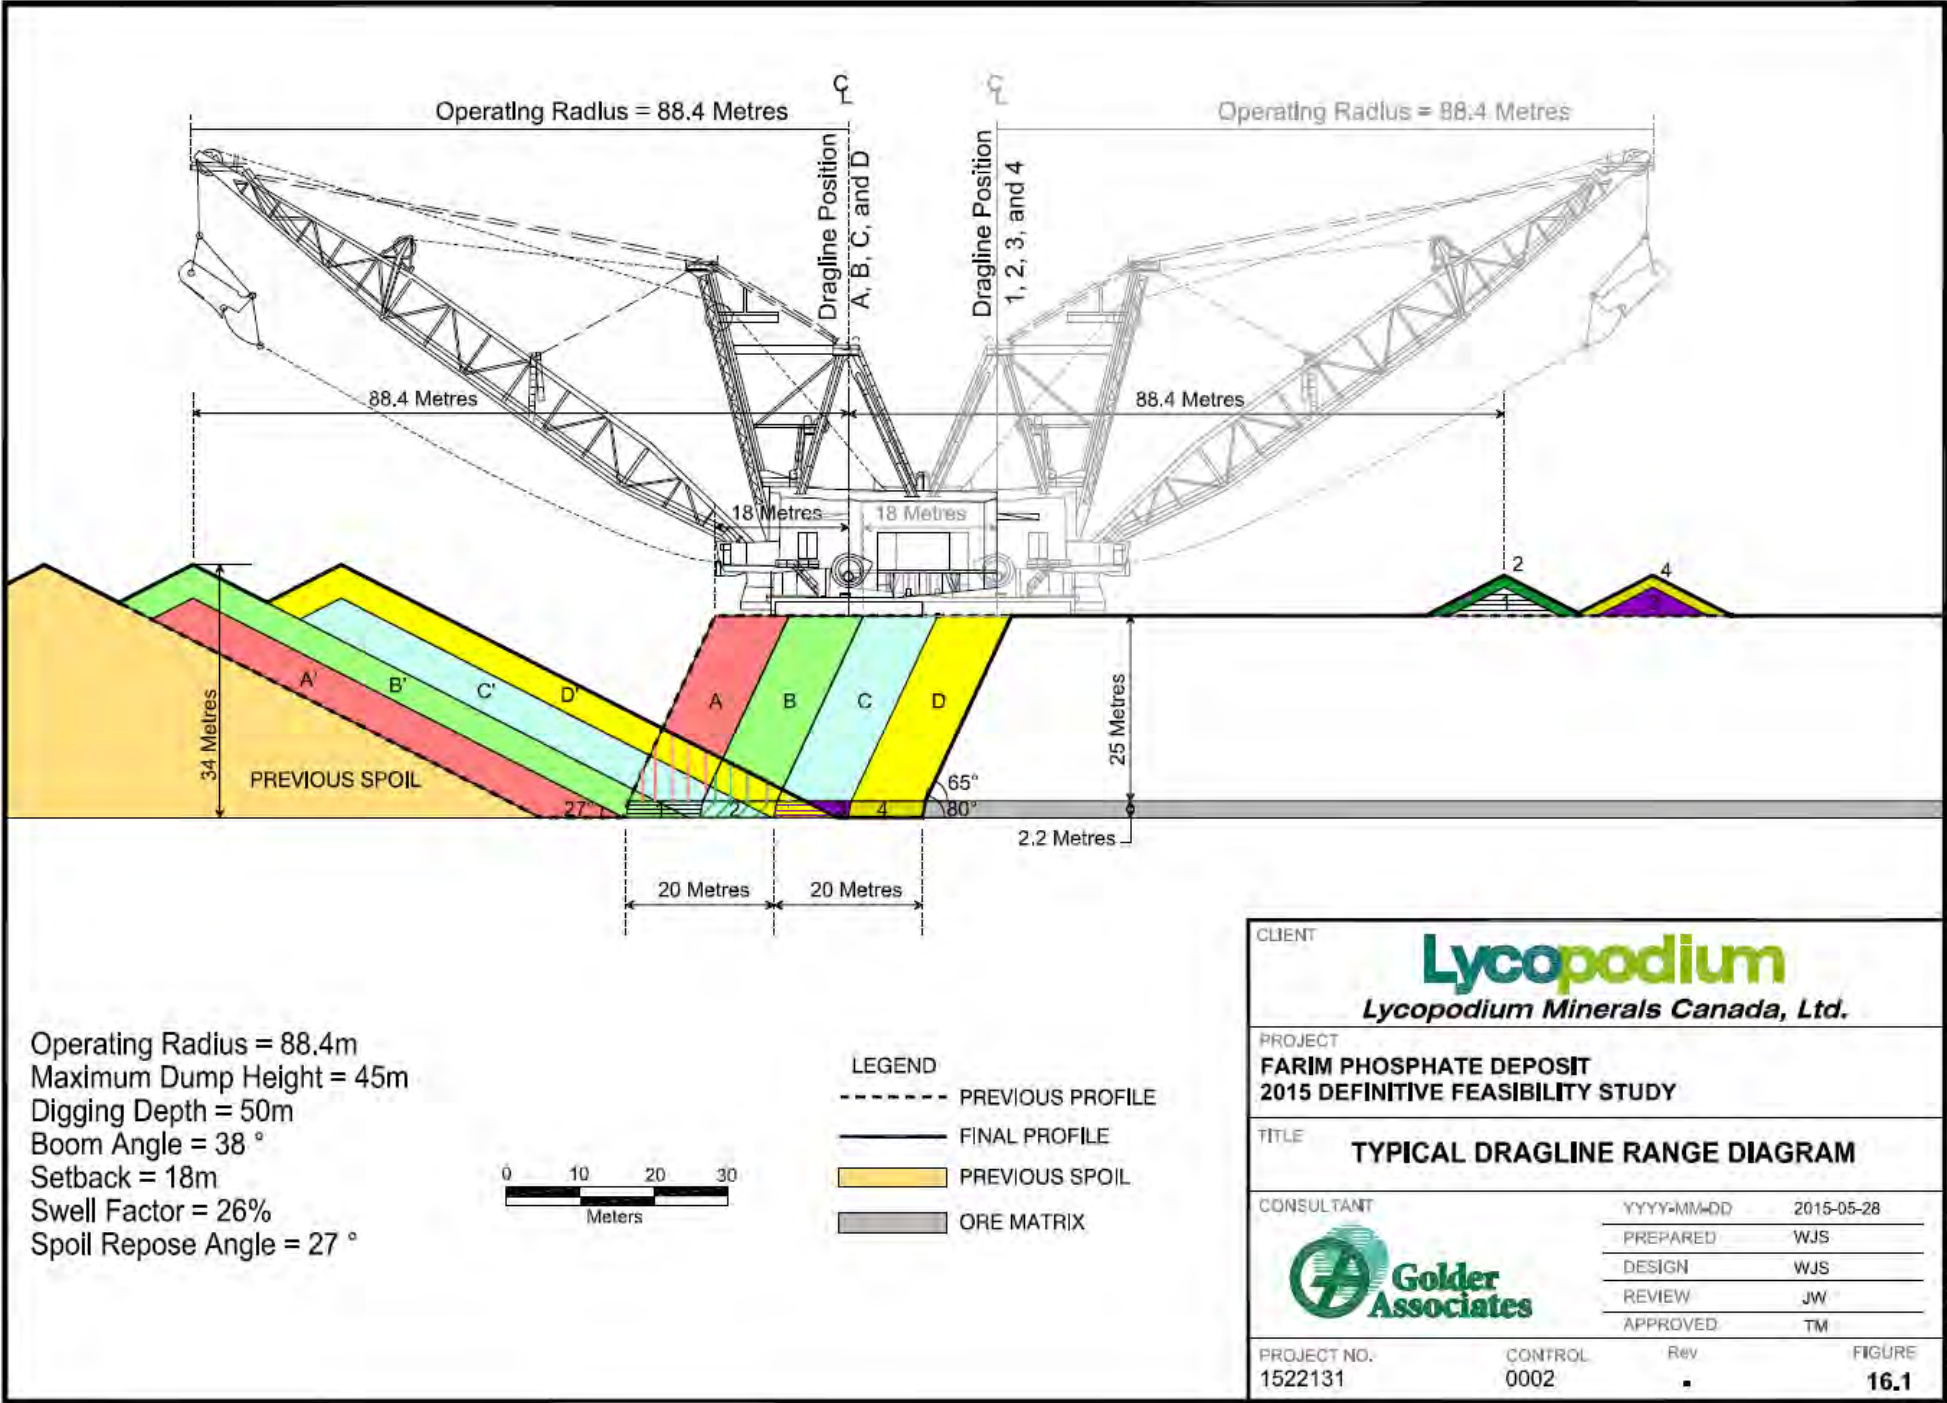 Operating Radius = 88.4 Metres
℄
℄
Operating Radius = 88.4 Metres
Dragline Position
A, B, C, and D
Dragline Position
1, 2, 3, and 4
88.4 Metres
88.4 Metres
18 Metres
18 Metres
2
4
1
3
34 Metres
A'
B'
C'
D'
A
B
C
D
25 Metres
PREVIOUS SPOIL
27°
1
2
4
65°
80°
2.2 Metres
20 Metres
20 Metres
Operating Radius = 88.4m
Maximum Dump Height = 45m
Digging Depth = 50m
Boom Angle = 38 °
Setback = 18m
Swell Factor = 26%
Spoil Repose Angle = 27 °
0 10 20 30
Meters
LEGEND
PREVIOUS PROFILE
FINAL PROFILE
PREVIOUS SPOIL
ORE MATRIX
CLIENT
Lycopodium
Lycopodium Minerals Canada, Ltd.
PROJECT
FARIM PHOSPHATE DEPOSIT
2015 DEFINITIVE FEASIBILITY STUDY
TITLE
TYPICAL DRAGLINE RANGE DIAGRAM
CONSULTANT
Golder
Associates
YYYY-MM-DD 2015-05-28
PREPARED WJS
DESIGN WJS
REVIEW JW
APPROVED TM
PROJECT NO. CONTROL Rev FIGURE
1522131 0002 - 16.1